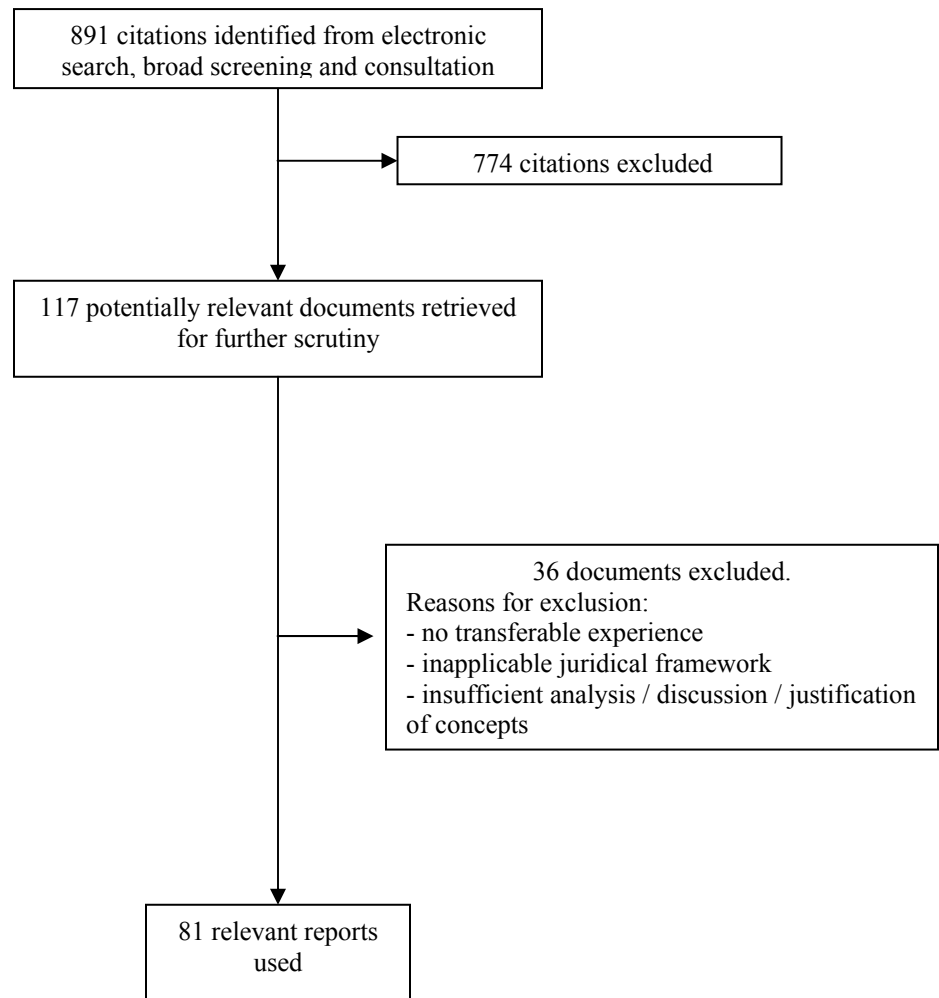 891 citations identified from electronic
search, broad screening and consultation
774 citations excluded
117 potentially relevant documents retrieved
for further scrutiny
36 documents excluded.
Reasons for exclusion:
- no transferable experience
- inapplicable juridical framework
- insufficient analysis / discussion / justification
of concepts
81 relevant reports
used